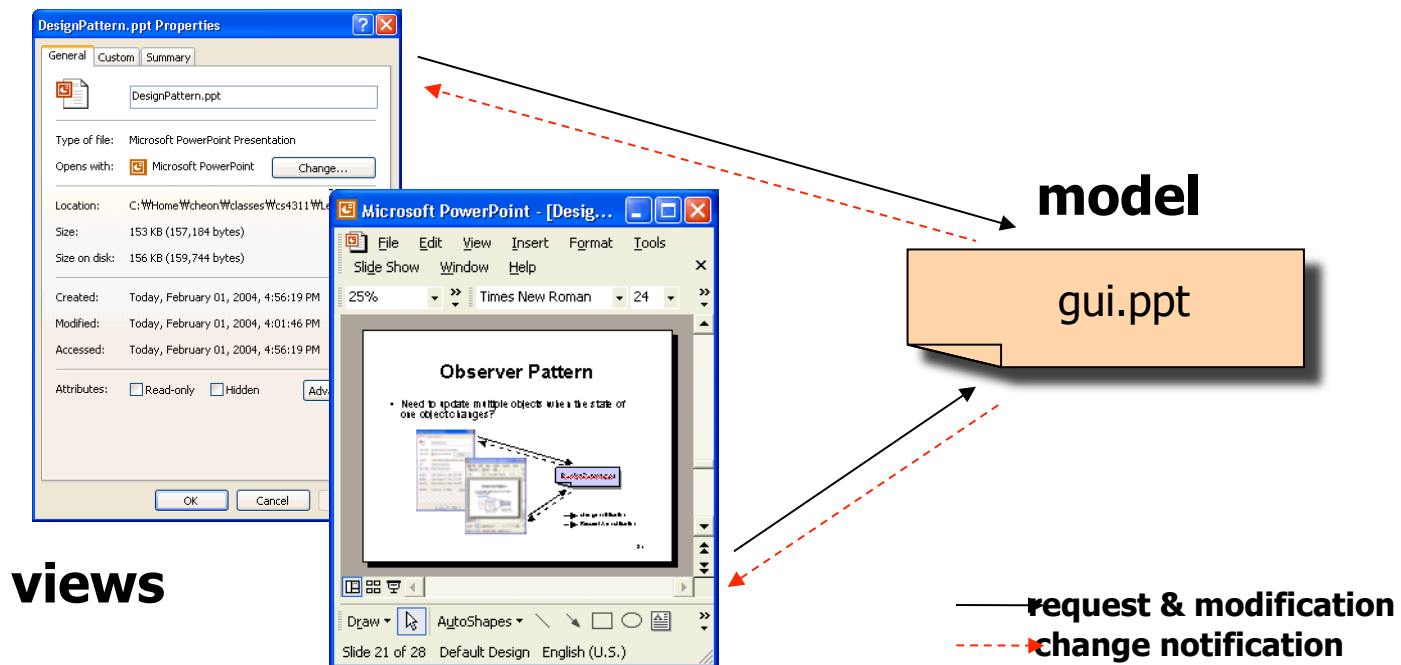 DesignPattern.ppt Properties
General Custom Summary
DesignPattern.ppt
Type of file: Microsoft PowerPoint Presentation
Opens with: Microsoft PowerPoint Change...
Location: C:₩Home₩cheon₩classes₩cs4311₩Le
Size: 153 KB (157,184 bytes)
Size on disk: 156 KB (159,744 bytes)
Created: Today, February 01, 2004, 4:56:19 PM
Modified: Today, February 01, 2004, 4:01:46 PM
Accessed: Today, February 01, 2004, 4:56:19 PM
Attributes: Read-only Hidden Adv
OK Cancel
Microsoft PowerPoint - [Desig...
File Edit View Insert Format Tools
Slide Show Window Help
25% Times New Roman 24
Observer Pattern
• Need to update multiple objects when the state of
one object changes?
Draw AutoShapes
Slide 21 of 28 Default Design English (U.S.)
views
model
gui.ppt
request & modification
change notification